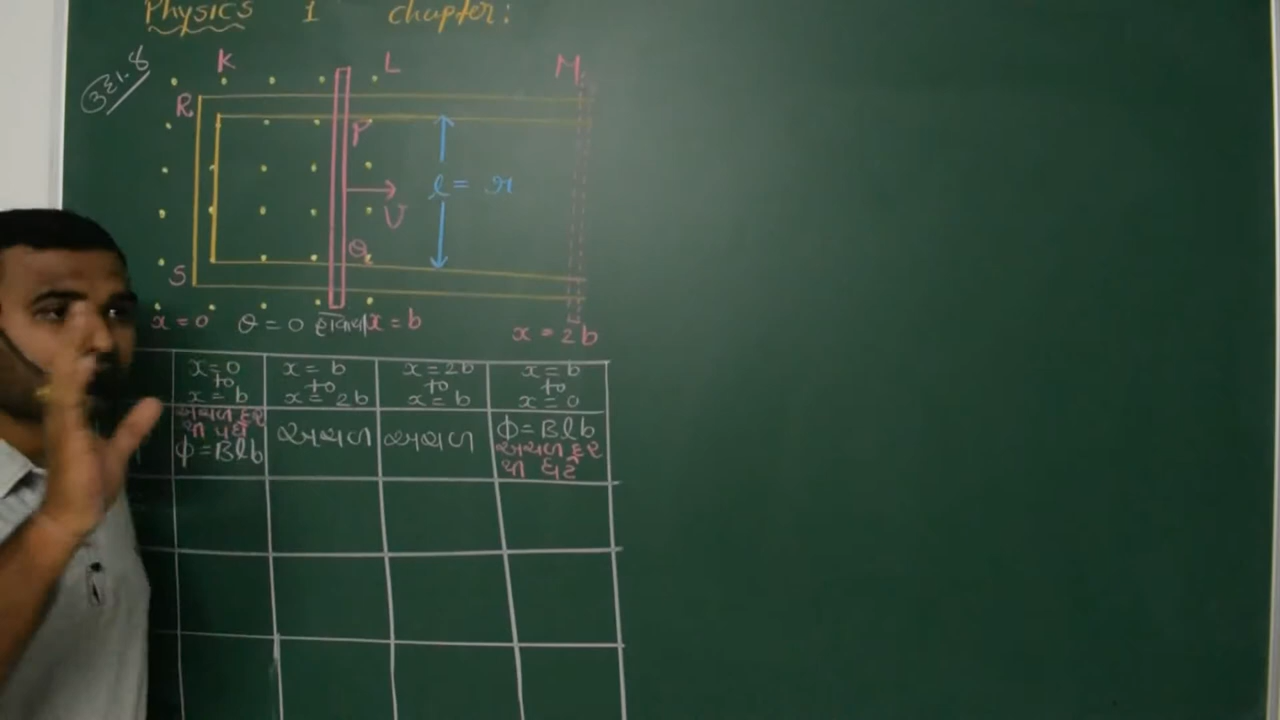 Physics 1 chapter:
ઉદા.8
K L M
R
P
l = r
v
Q
S
x = 0 θ = 0 હોવાથી x = b
x = 2b
x = 0 to x = b
x = b to x = 2b
x = 2b to x = b
x = b to x = 0
અચળ દર થી વધે
ϕ = Blb
અચળ
અચળ
ϕ = Blb
અચળ દર થી ઘટે